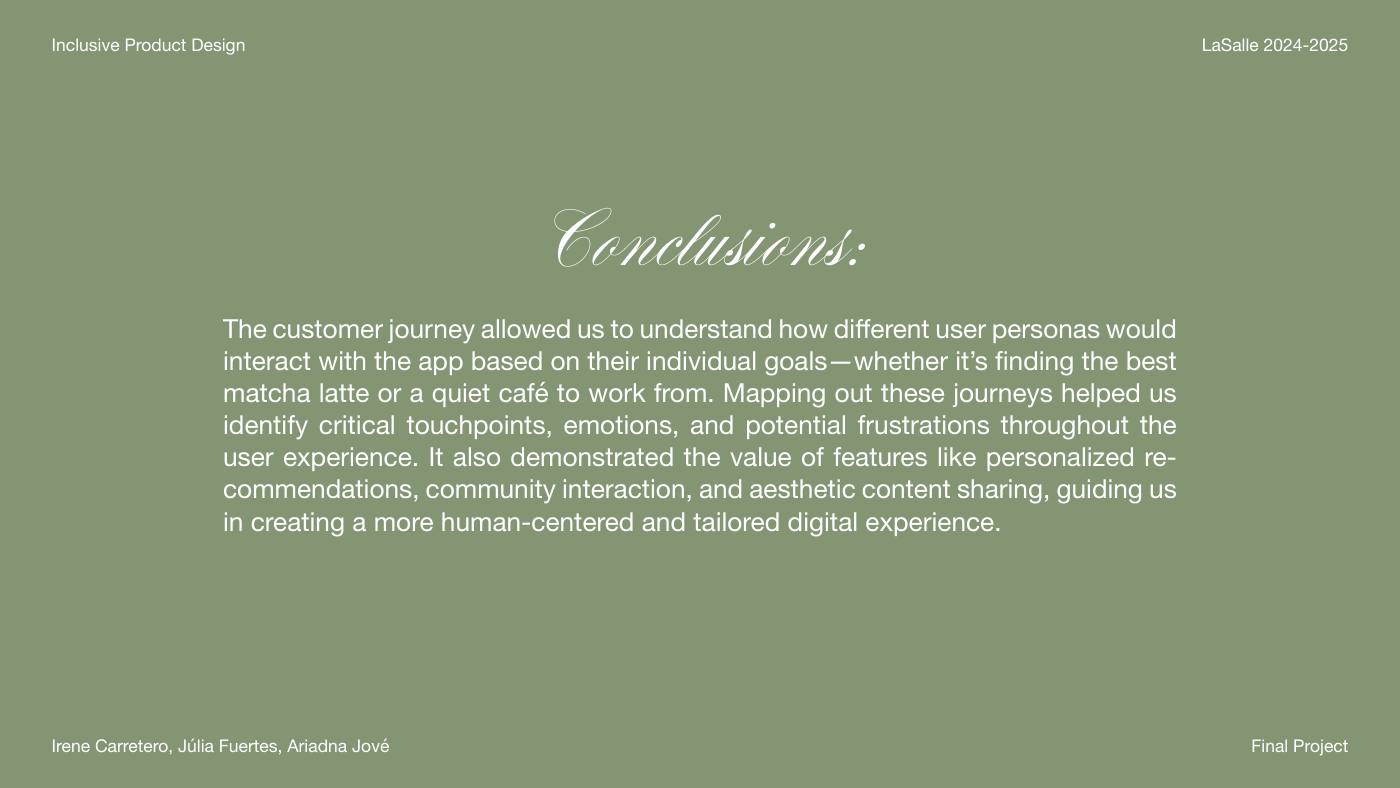 Inclusive Product Design
LaSalle 2024-2025
Conclusions:
The customer journey allowed us to understand how different user personas would
interact with the app based on their individual goals—whether it’s finding the best
matcha latte or a quiet café to work from. Mapping out these journeys helped us
identify critical touchpoints, emotions, and potential frustrations throughout the
user experience. It also demonstrated the value of features like personalized re-
commendations, community interaction, and aesthetic content sharing, guiding us
in creating a more human-centered and tailored digital experience.
Irene Carretero, Júlia Fuertes, Ariadna Jové
Final Project